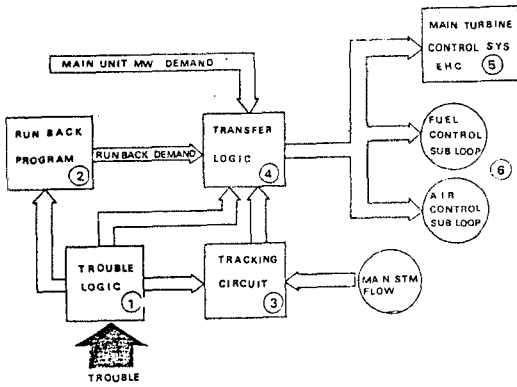 MAIN TURBINE
CONTROL SYS
EHC 5
MAIN UNIT MW DEMAND
RUN BACK
PROGRAM
2
RUNBACK DEMAND
TRANSFER
LOGIC
4
FUEL
CONTROL
SUB LOOP
6
AIR
CONTROL
SUB LOOP
TROUBLE
LOGIC
1
TRACKING
CIRCUIT
3
MAIN STM
FLOW
TROUBLE